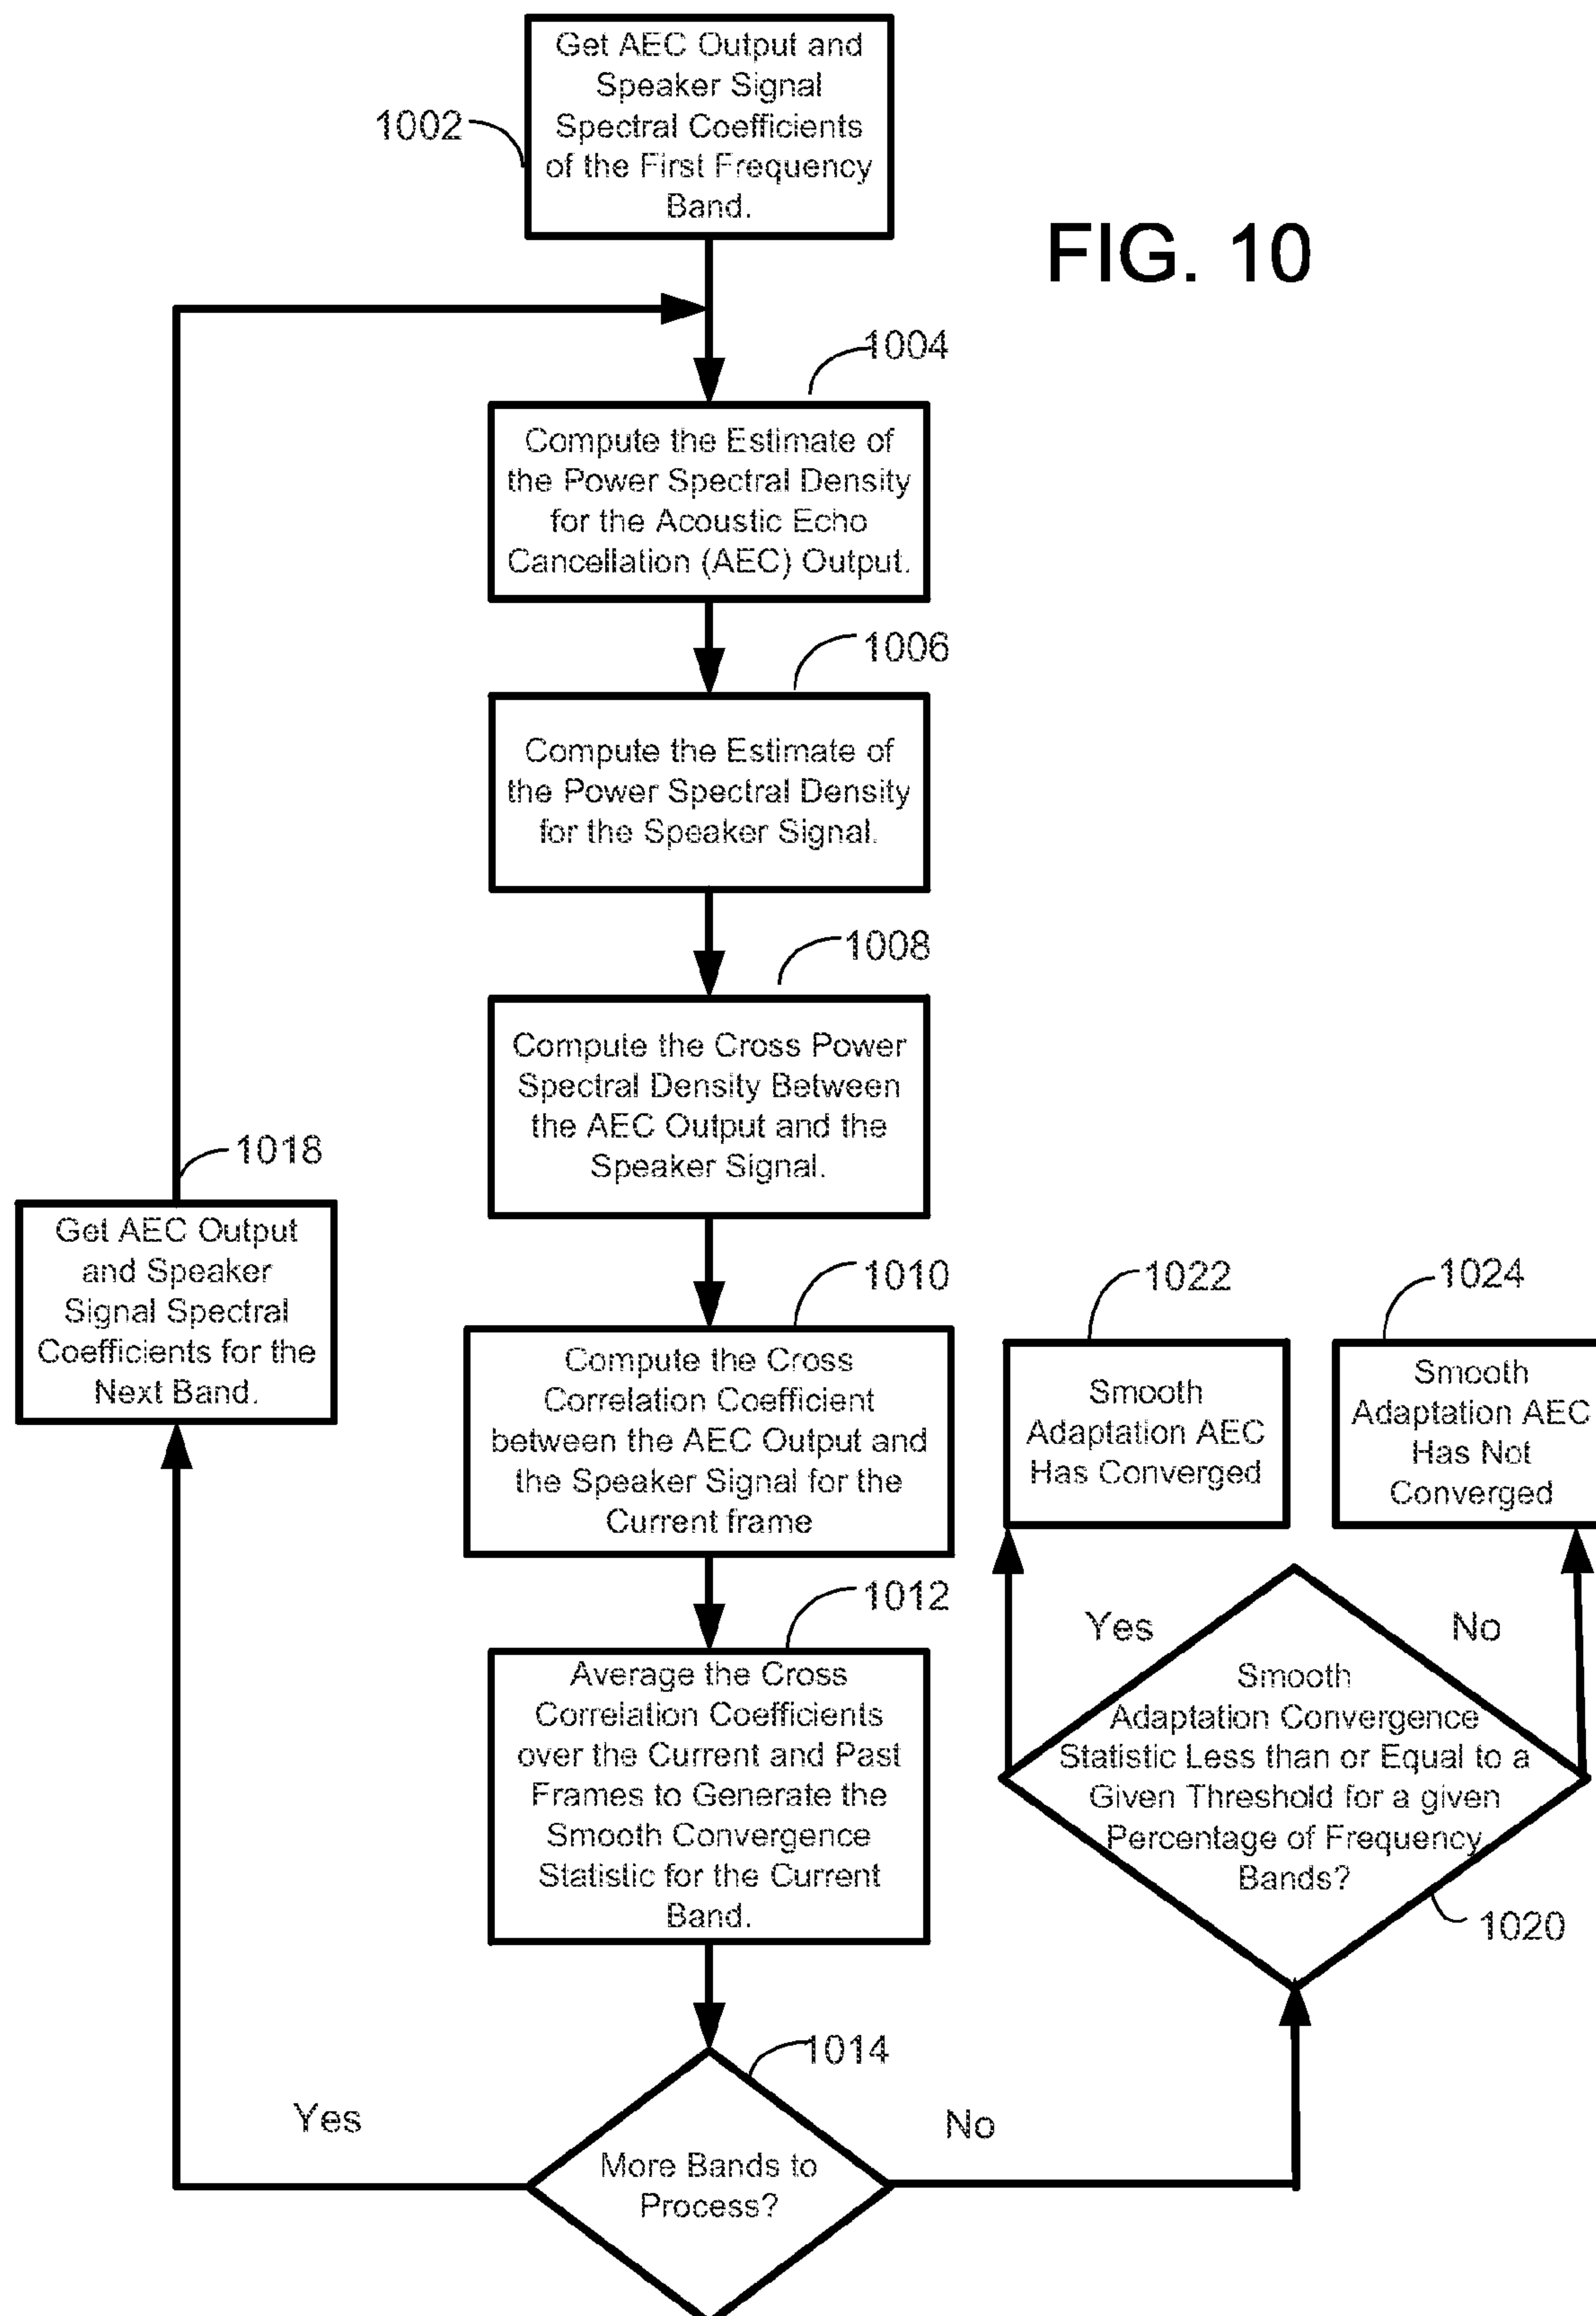 Get AEC Output and
Speaker Signal
Spectral Coefficients
of the First Frequency
Band.
1002
FIG. 10
1004
Compute the Estimate of
the Power Spectral Density
for the Acoustic Echo
Cancellation (AEC) Output.
1006
Compute the Estimate of
the Power Spectral Density
for the Speaker Signal.
1008
Compute the Cross Power
Spectral Density Between
the AEC Output and the
Speaker Signal.
1018
Get AEC Output
and Speaker
Signal Spectral
Coefficients for the
Next Band.
1010
Compute the Cross
Correlation Coefficient
between the AEC Output and
the Speaker Signal for the
Current frame
1022
Smooth
Adaptation AEC
Has Converged
1024
Smooth
Adaptation AEC
Has Not
Converged
1012
Average the Cross
Correlation Coefficients
over the Current and Past
Frames to Generate the
Smooth Convergence
Statistic for the Current
Band.
Yes
No
Smooth
Adaptation Convergence
Statistic Less than or Equal to a
Given Threshold for a given
Percentage of Frequency
Bands?
1020
1014
Yes
No
More Bands to
Process?